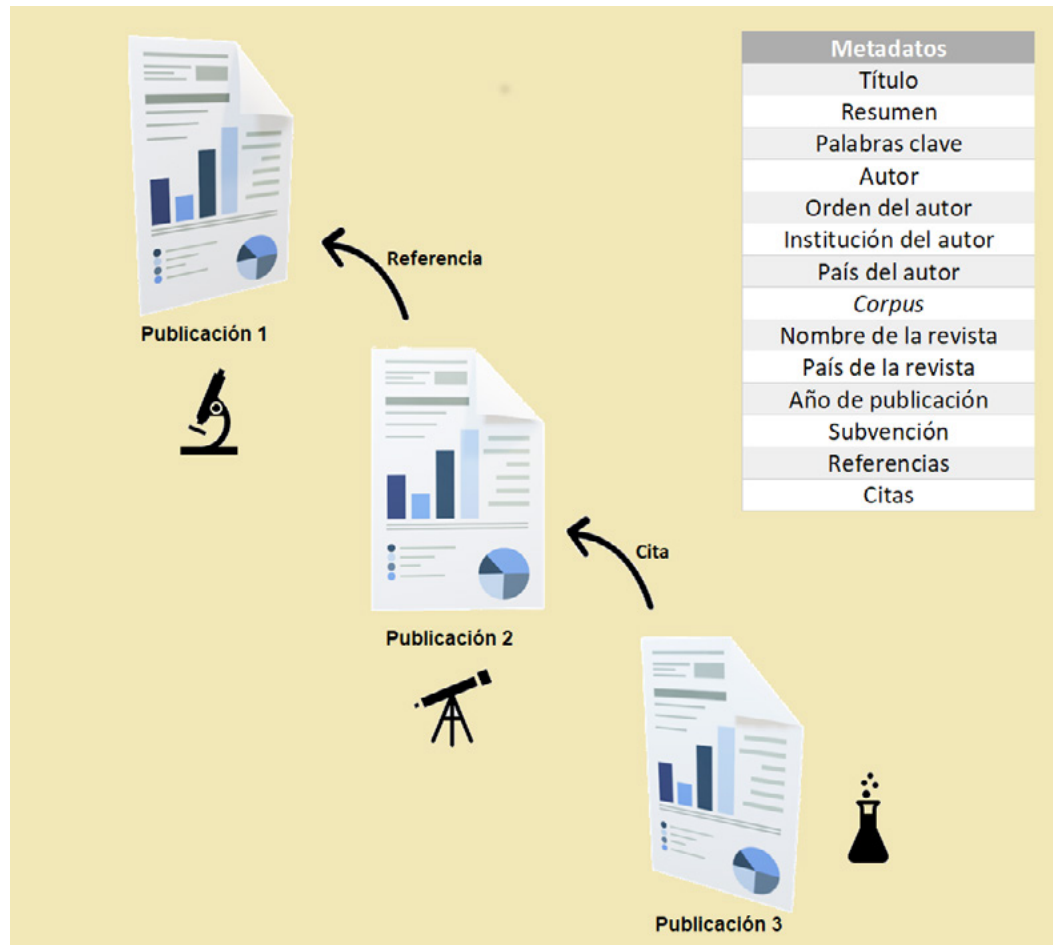 Metadatos
Título
Resumen
Palabras clave
Autor
Orden del autor
Institución del autor
País del autor
Corpus
Nombre de la revista
País de la revista
Año de publicación
Subvención
Referencias
Citas
Referencia
Publicación 1
Cita
Publicación 2
Publicación 3